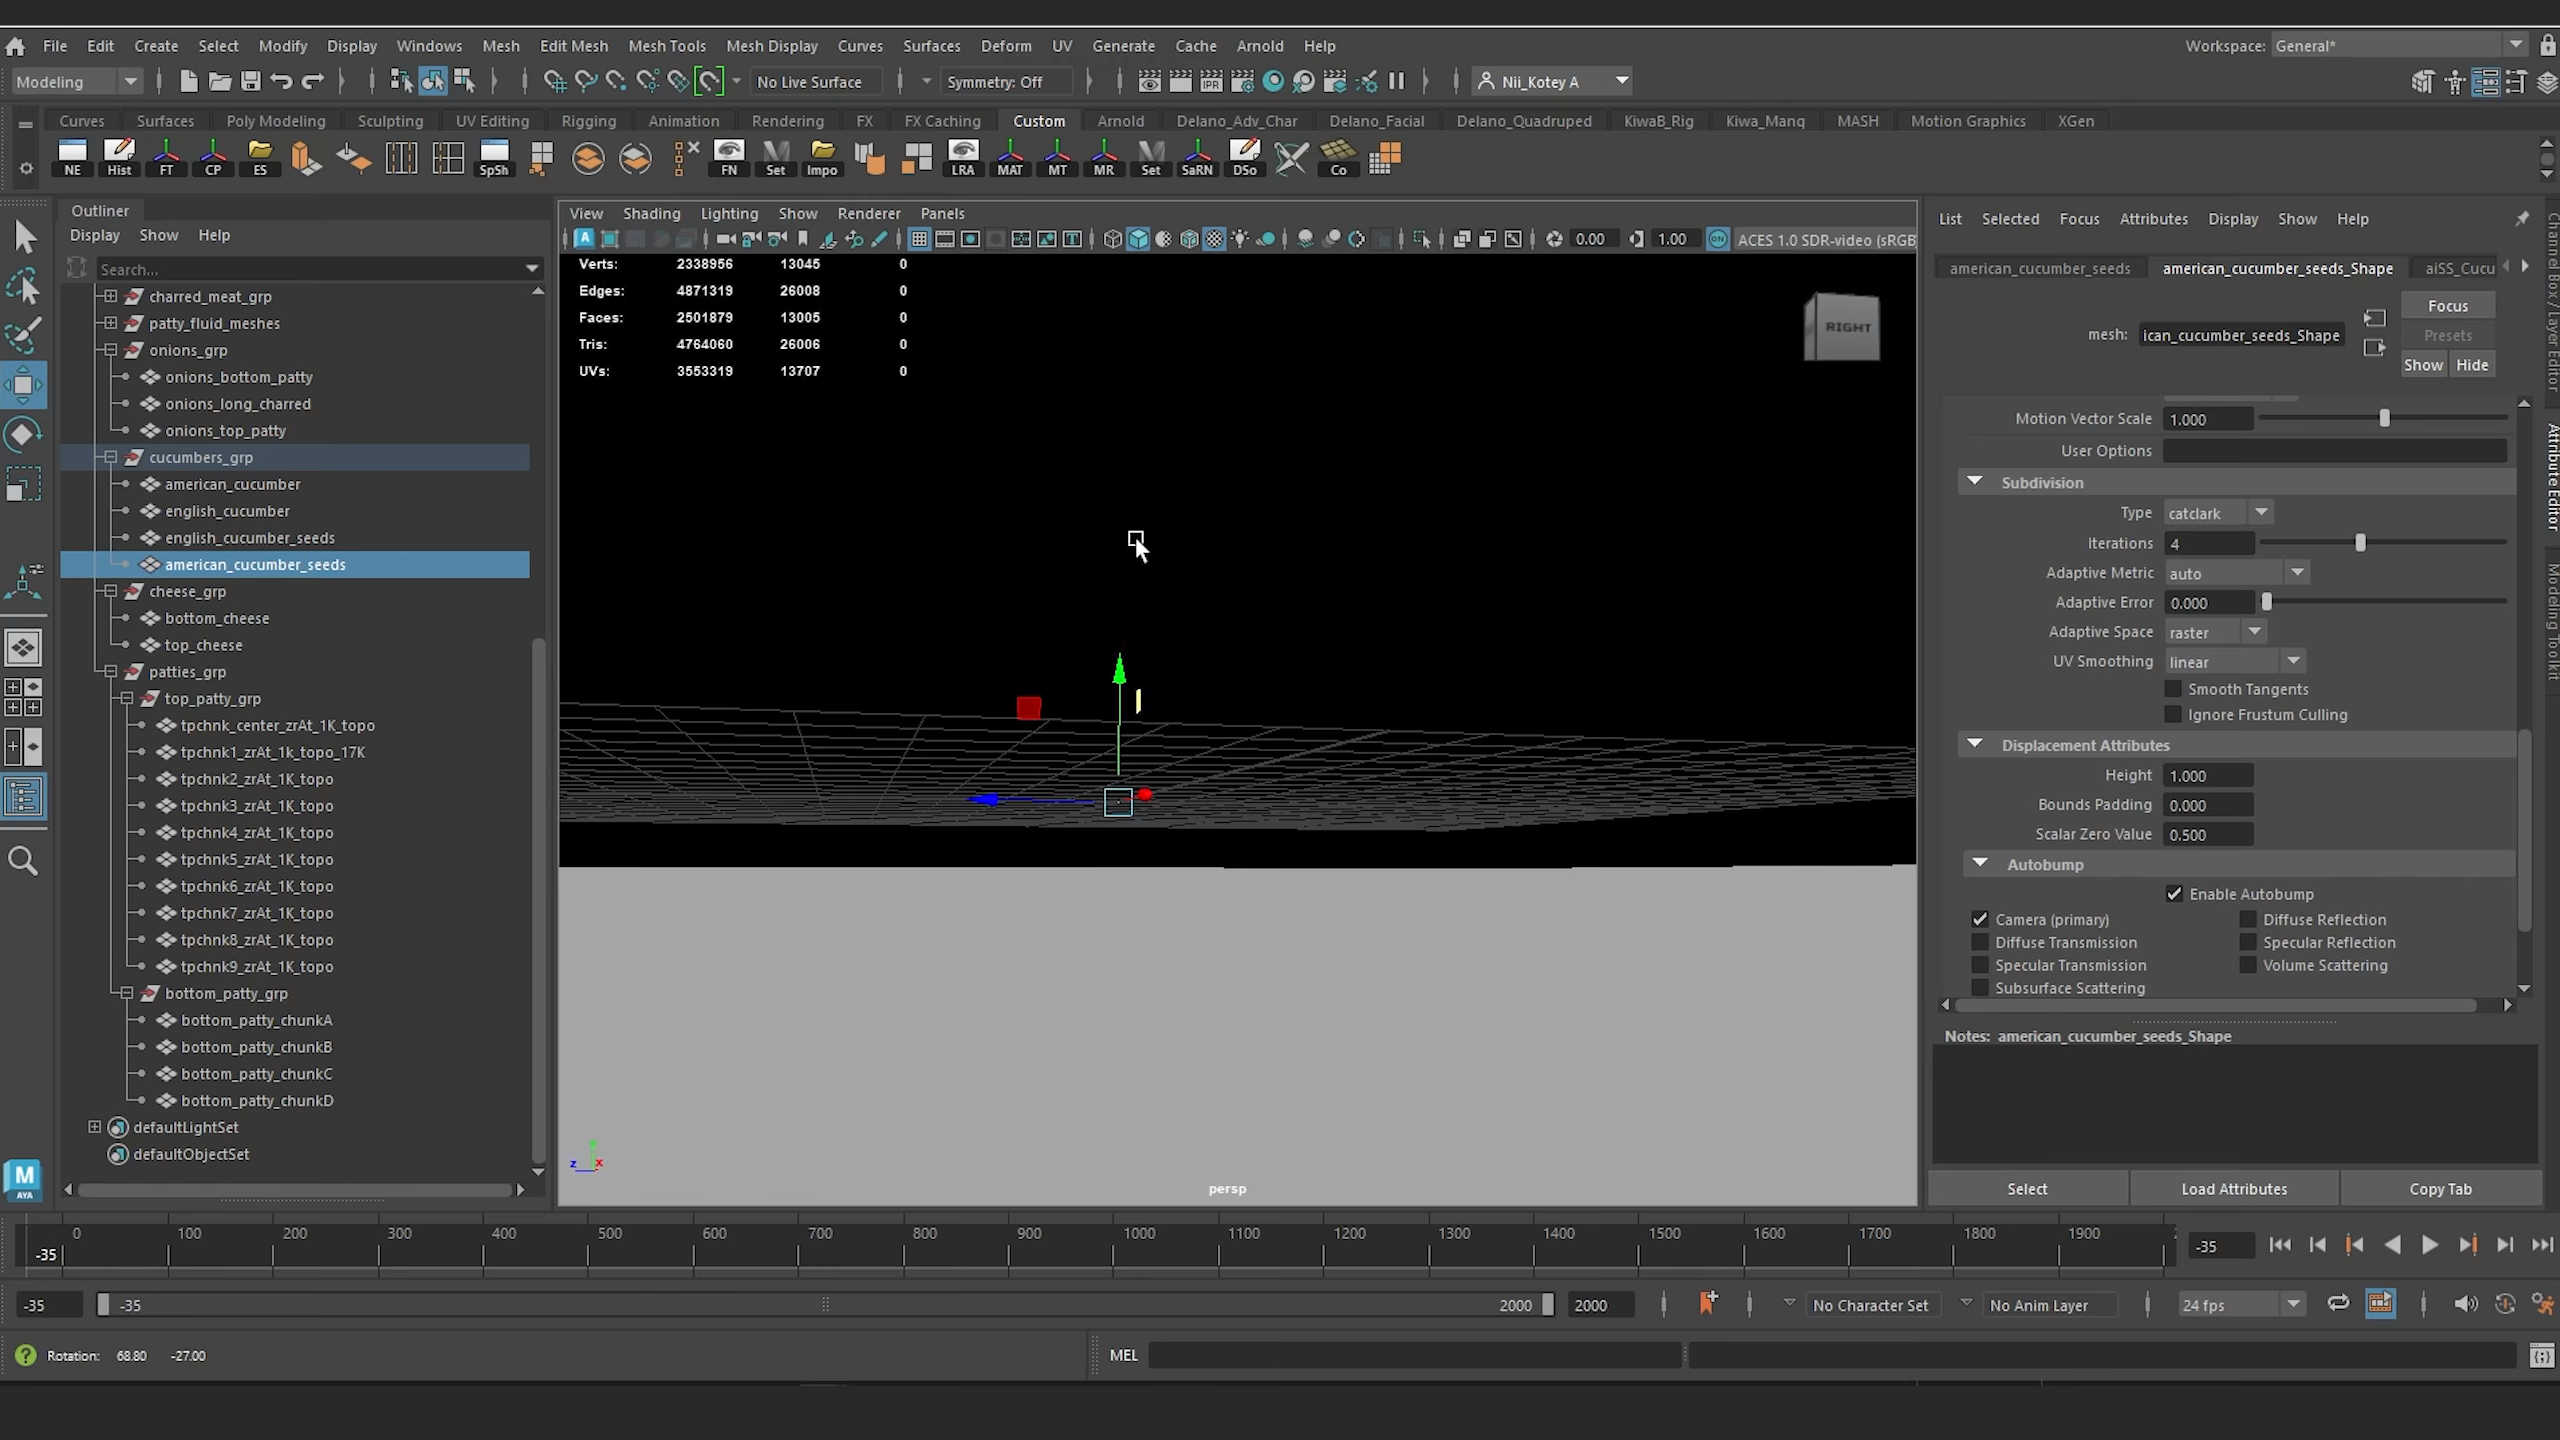 File Edit Create Select Modify Display Windows Mesh Edit Mesh Mesh Tools Mesh Display Curves Surfaces Deform UV Generate Cache Arnold Help
Workspace: General*
Modeling
No Live Surface
Symmetry: Off
IPR
Nii_Kotey A
Curves Surfaces Poly Modeling Sculpting UV Editing Rigging Animation Rendering FX FX Caching Custom Arnold Delano_Adv_Char Delano_Facial Delano_Quadruped KiwaB_Rig Kiwa_Manq MASH Motion Graphics XGen
NE Hist FT CP ES SpSh FN Set Impo LRA MAT MT MR Set SaRN DSo Co
Outliner
Display Show Help
Search...
charred_meat_grp
patty_fluid_meshes
onions_grp
onions_bottom_patty
onions_long_charred
onions_top_patty
cucumbers_grp
american_cucumber
english_cucumber
english_cucumber_seeds
american_cucumber_seeds
cheese_grp
bottom_cheese
top_cheese
patties_grp
top_patty_grp
tpchnk_center_zrAt_1K_topo
tpchnk1_zrAt_1k_topo_17K
tpchnk2_zrAt_1K_topo
tpchnk3_zrAt_1K_topo
tpchnk4_zrAt_1K_topo
tpchnk5_zrAt_1K_topo
tpchnk6_zrAt_1K_topo
tpchnk7_zrAt_1K_topo
tpchnk8_zrAt_1K_topo
tpchnk9_zrAt_1K_topo
bottom_patty_grp
bottom_patty_chunkA
bottom_patty_chunkB
bottom_patty_chunkC
bottom_patty_chunkD
defaultLightSet
defaultObjectSet
M
AYA
View Shading Lighting Show Renderer Panels
0.00 1.00 ON ACES 1.0 SDR-video (sRGB
Verts: 2338956 13045 0
Edges: 4871319 26008 0
Faces: 2501879 13005 0
Tris: 4764060 26006 0
UVs: 3553319 13707 0
RIGHT
z x
persp
List Selected Focus Attributes Display Show Help
american_cucumber_seeds american_cucumber_seeds_Shape aiSS_Cucu
mesh: ican_cucumber_seeds_Shape
Focus
Presets
Show Hide
Motion Vector Scale 1.000
User Options
Subdivision
Type catclark
Iterations 4
Adaptive Metric auto
Adaptive Error 0.000
Adaptive Space raster
UV Smoothing linear
Smooth Tangents
Ignore Frustum Culling
Displacement Attributes
Height 1.000
Bounds Padding 0.000
Scalar Zero Value 0.500
Autobump
Enable Autobump
Camera (primary) Diffuse Reflection
Diffuse Transmission Specular Reflection
Specular Transmission Volume Scattering
Subsurface Scattering
Notes: american_cucumber_seeds_Shape
Select Load Attributes Copy Tab
Channel Box / Layer Editor
Attribute Editor
Modeling Toolkit
0 100 200 300 400 500 600 700 800 900 1000 1100 1200 1300 1400 1500 1600 1700 1800 1900
-35 -35
-35 -35 2000 2000 No Character Set No Anim Layer 24 fps
Rotation: 68.80 -27.00
MEL